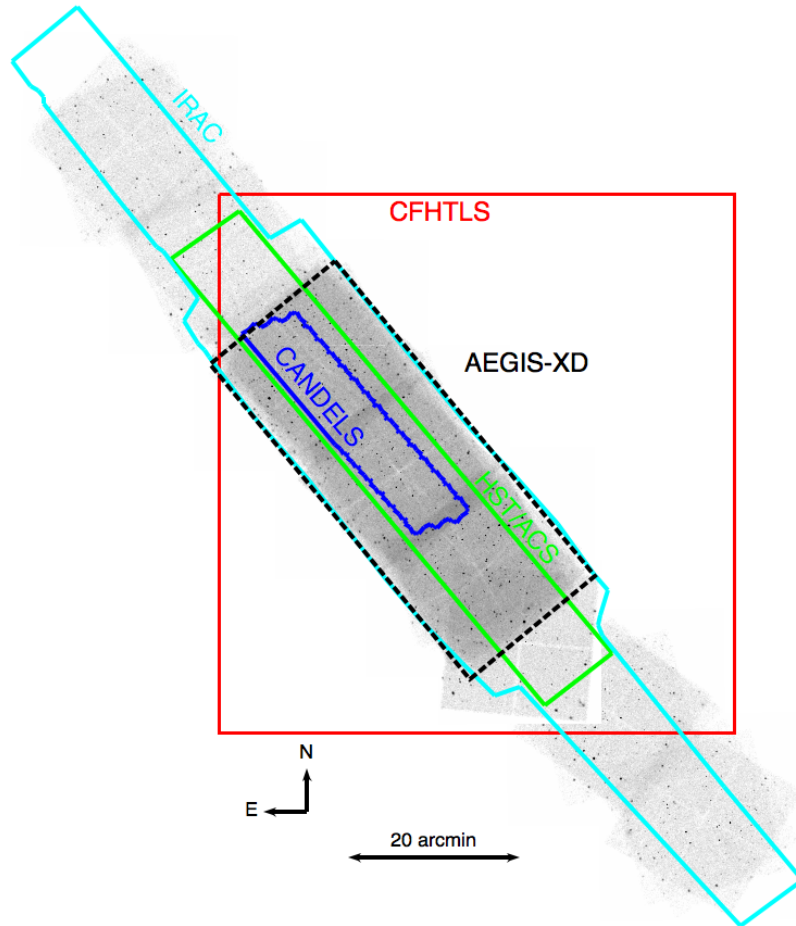 IRAC
CFHTLS
AEGIS-XD
CANDELS
HST/ACS
N
E
20 arcmin